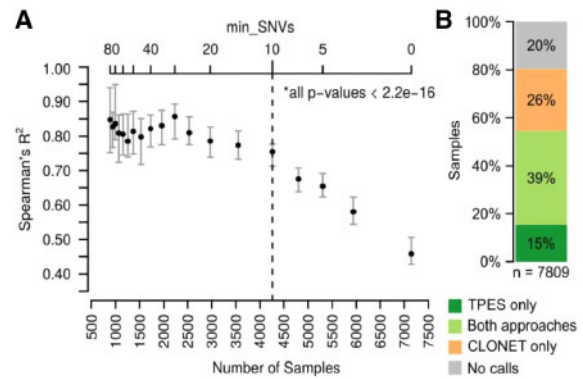 A
B
min_SNVs
80 40 20 10 5 0
*all p-values < 2.2e-16
1.00
0.90
0.80
0.70
0.60
0.50
0.40
Spearman's R²
500 1000 1500 2000 2500 3000 3500 4000 4500 5000 5500 6000 6500 7000 7500
Number of Samples
100%
80%
60%
40%
20%
0%
Samples
20%
26%
39%
15%
n = 7809
TPES only
Both approaches
CLONET only
No calls